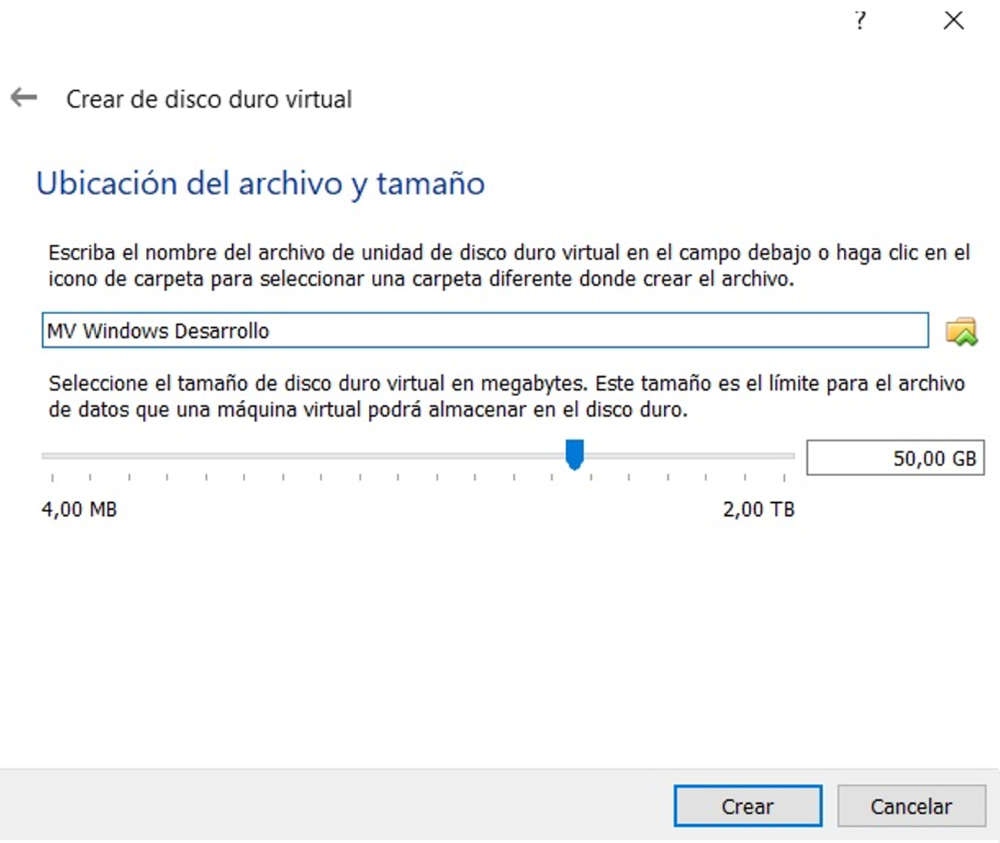 ?
Crear de disco duro virtual
Ubicación del archivo y tamaño
Escriba el nombre del archivo de unidad de disco duro virtual en el campo debajo o haga clic en el
icono de carpeta para seleccionar una carpeta diferente donde crear el archivo.
MV Windows Desarrollo
Seleccione el tamaño de disco duro virtual en megabytes. Este tamaño es el límite para el archivo
de datos que una máquina virtual podrá almacenar en el disco duro.
50,00 GB
4,00 MB
2,00 TB
Crear
Cancelar